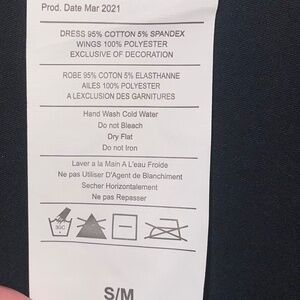 Prod. Date Mar 2021
DRESS 95% COTTON 5% SPANDEX
WINGS 100% POLYESTER
EXCLUSIVE OF DECORATION
ROBE 95% COTON 5% ELASTHANNE
AILES 100% POLYESTER
A LEXCLUSION DES GARNITURES
Hand Wash Cold Water
Do not Bleach
Dry Flat
Do not Iron
Laver a la Main A L'eau Froide
Ne pas Utiliser D'Agent de Blanchiment
Secher Horizontalement
Ne pas Repasser
30C
S/M